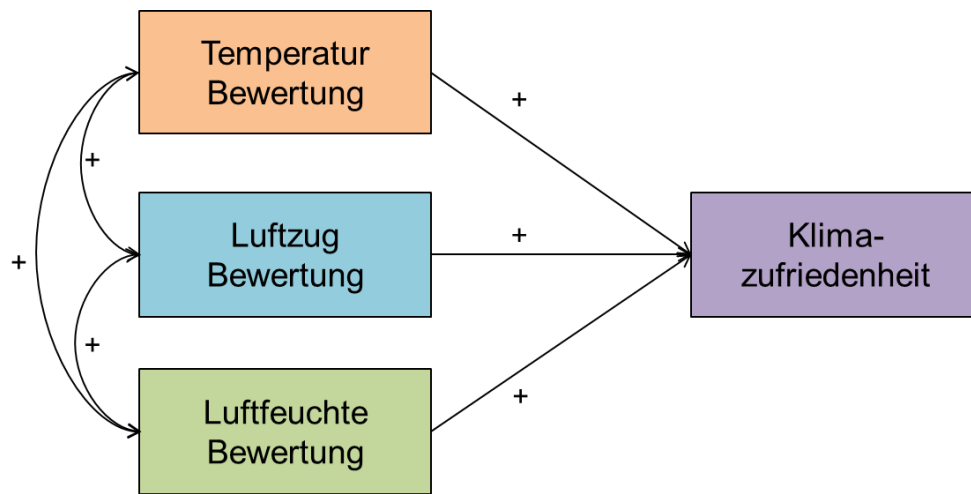 Temperatur
Bewertung
+
+
Luftzug
Bewertung
+
Klima-
zufriedenheit
+
+
Luftfeuchte
Bewertung
+